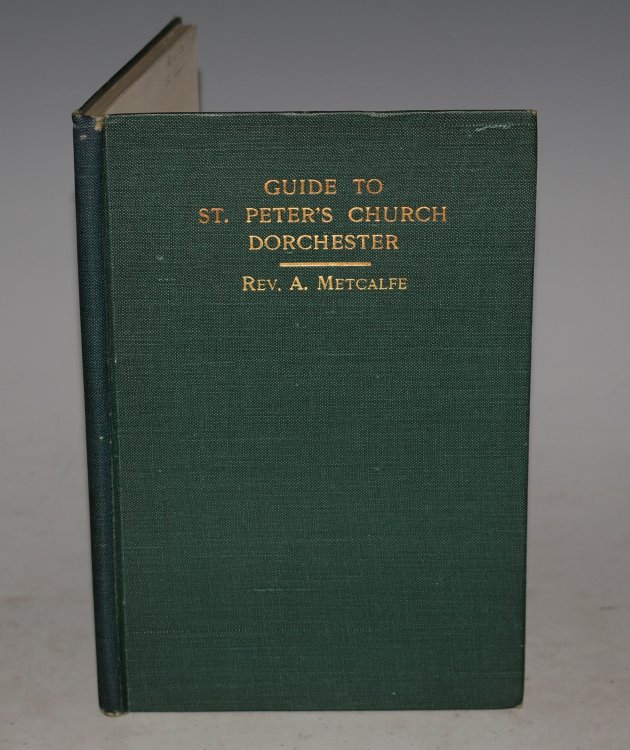 GUIDE TO
ST. PETER'S CHURCH
DORCHESTER
REV. A. METCALFE